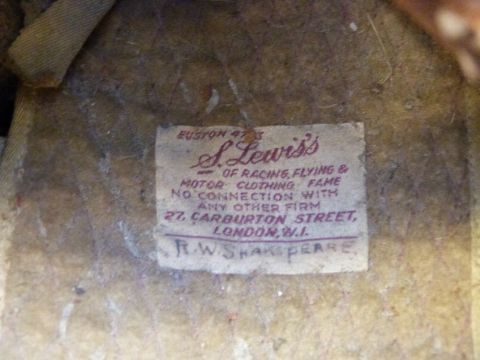 EUSTON
S. Lewis's
OF RACING, FLYING &
MOTOR CLOTHING FAME
NO CONNECTION WITH
ANY OTHER FIRM
27, CARBURTON STREET,
LONDON, W.1.
R.W. SHAKSPEARE